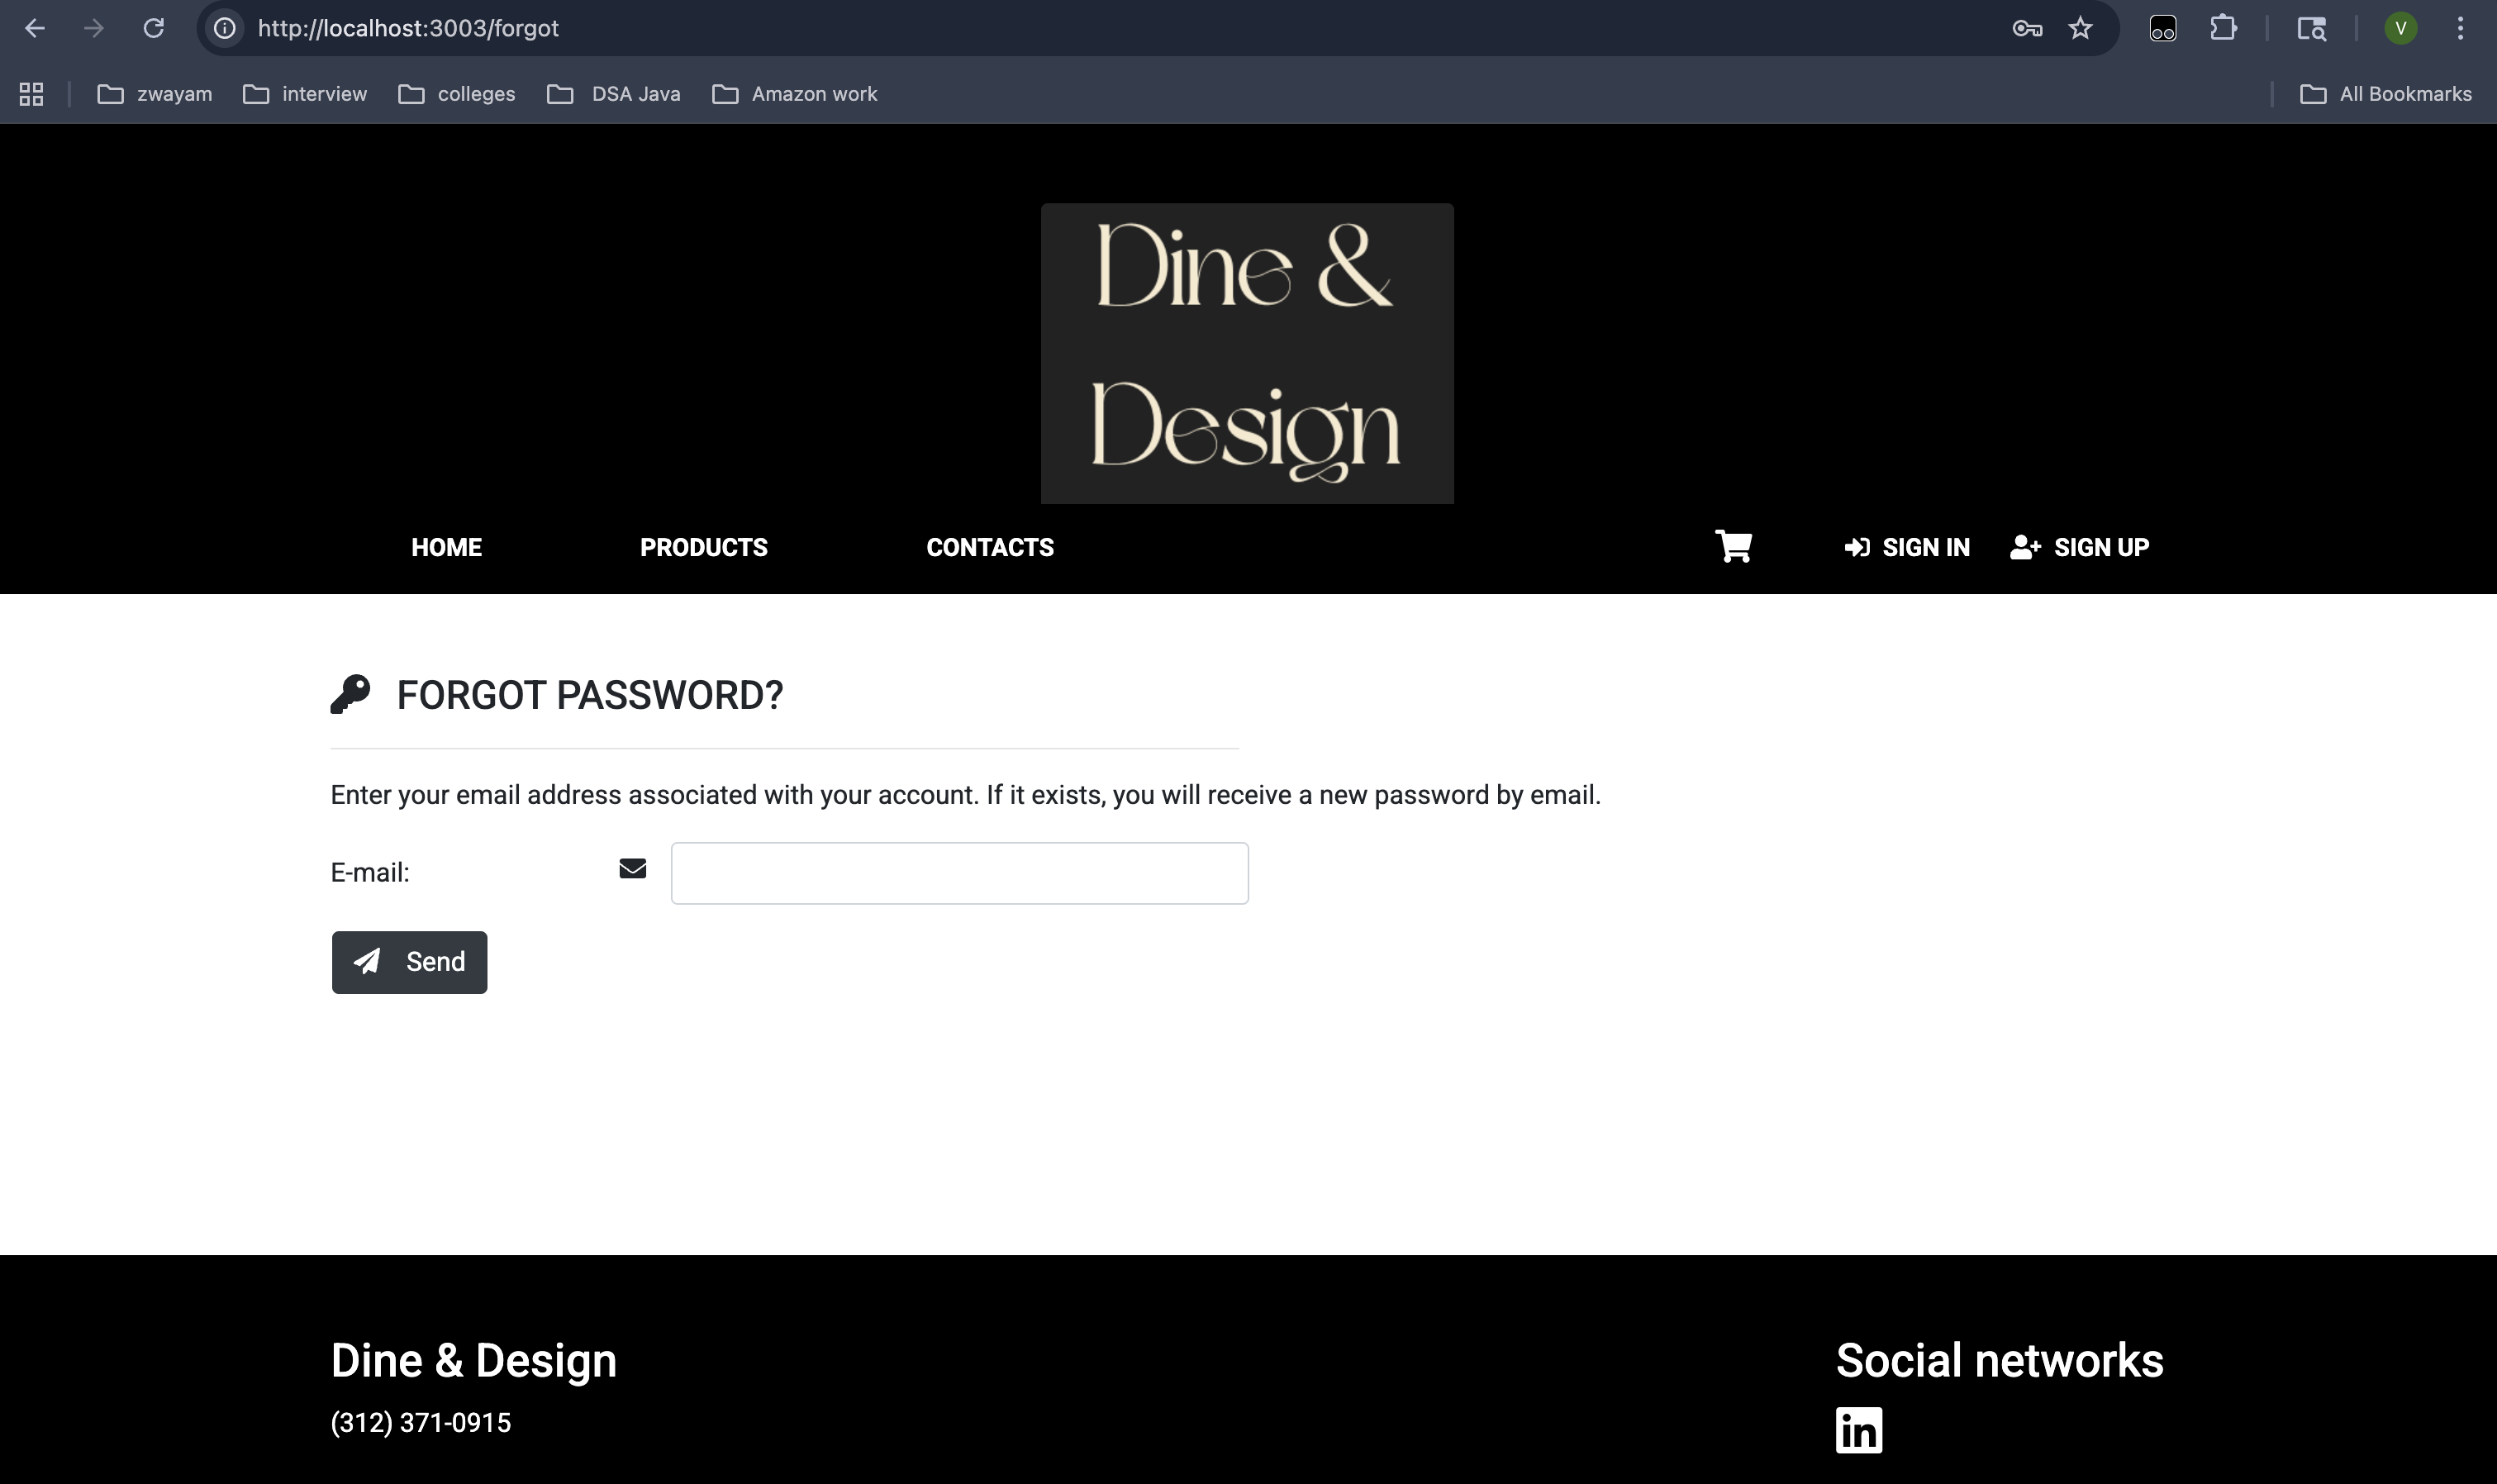 http://localhost:3003/forgot
V
zwayam interview colleges DSA Java Amazon work All Bookmarks
Dine &
Design
HOME PRODUCTS CONTACTS SIGN IN SIGN UP
FORGOT PASSWORD?
Enter your email address associated with your account. If it exists, you will receive a new password by email.
E-mail:
Send
Dine & Design Social networks
(312) 371-0915
in